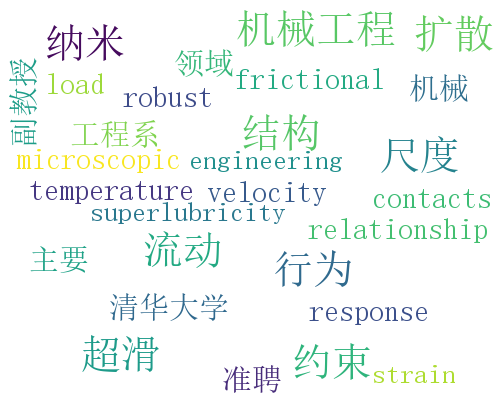 纳米
机械工程
扩散
领域
副教授
load
frictional
机械
robust
工程系
结构
microscopic
engineering
尺度
temperature
velocity
contacts
superlubricity
relationship
流动
主要
行为
清华大学
response
超滑
约束
准聘
strain